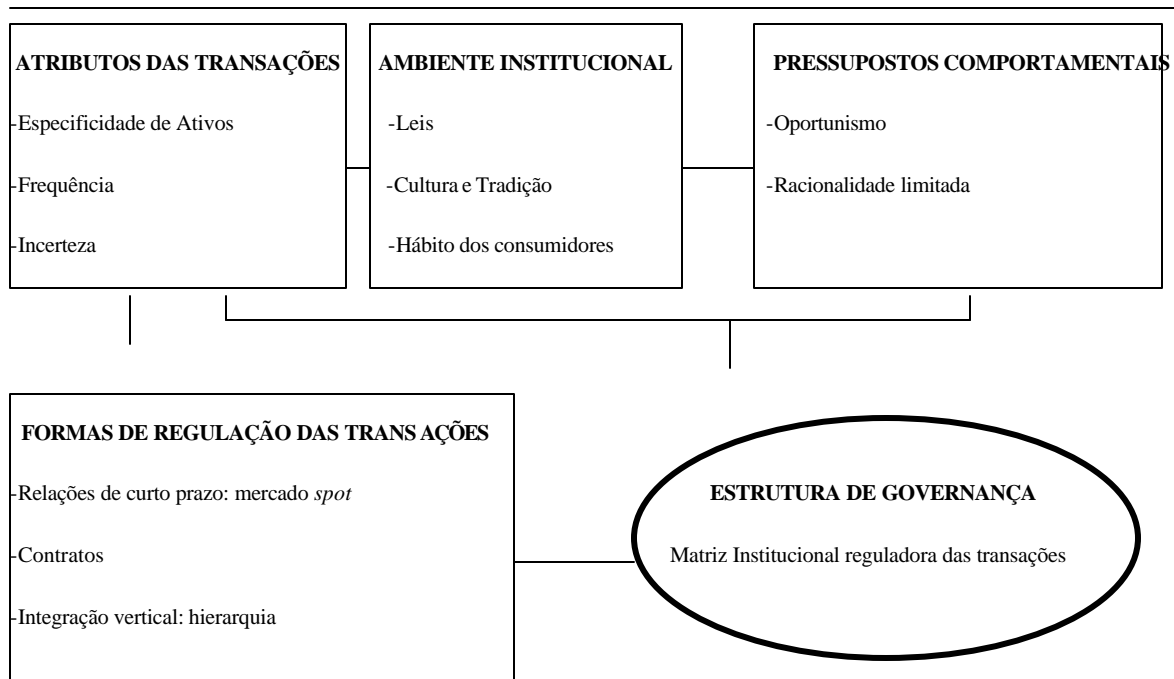 ATRIBUTOS DAS TRANSAÇÕES
-Especificidade de Ativos
-Frequência
-Incerteza
AMBIENTE INSTITUCIONAL
-Leis
-Cultura e Tradição
-Hábito dos consumidores
PRESSUPOSTOS COMPORTAMENTAIS
-Oportunismo
-Racionalidade limitada
FORMAS DE REGULAÇÃO DAS TRANS AÇÕES
-Relações de curto prazo: mercado spot
-Contratos
-Integração vertical: hierarquia
ESTRUTURA DE GOVERNANÇA
Matriz Institucional reguladora das transações